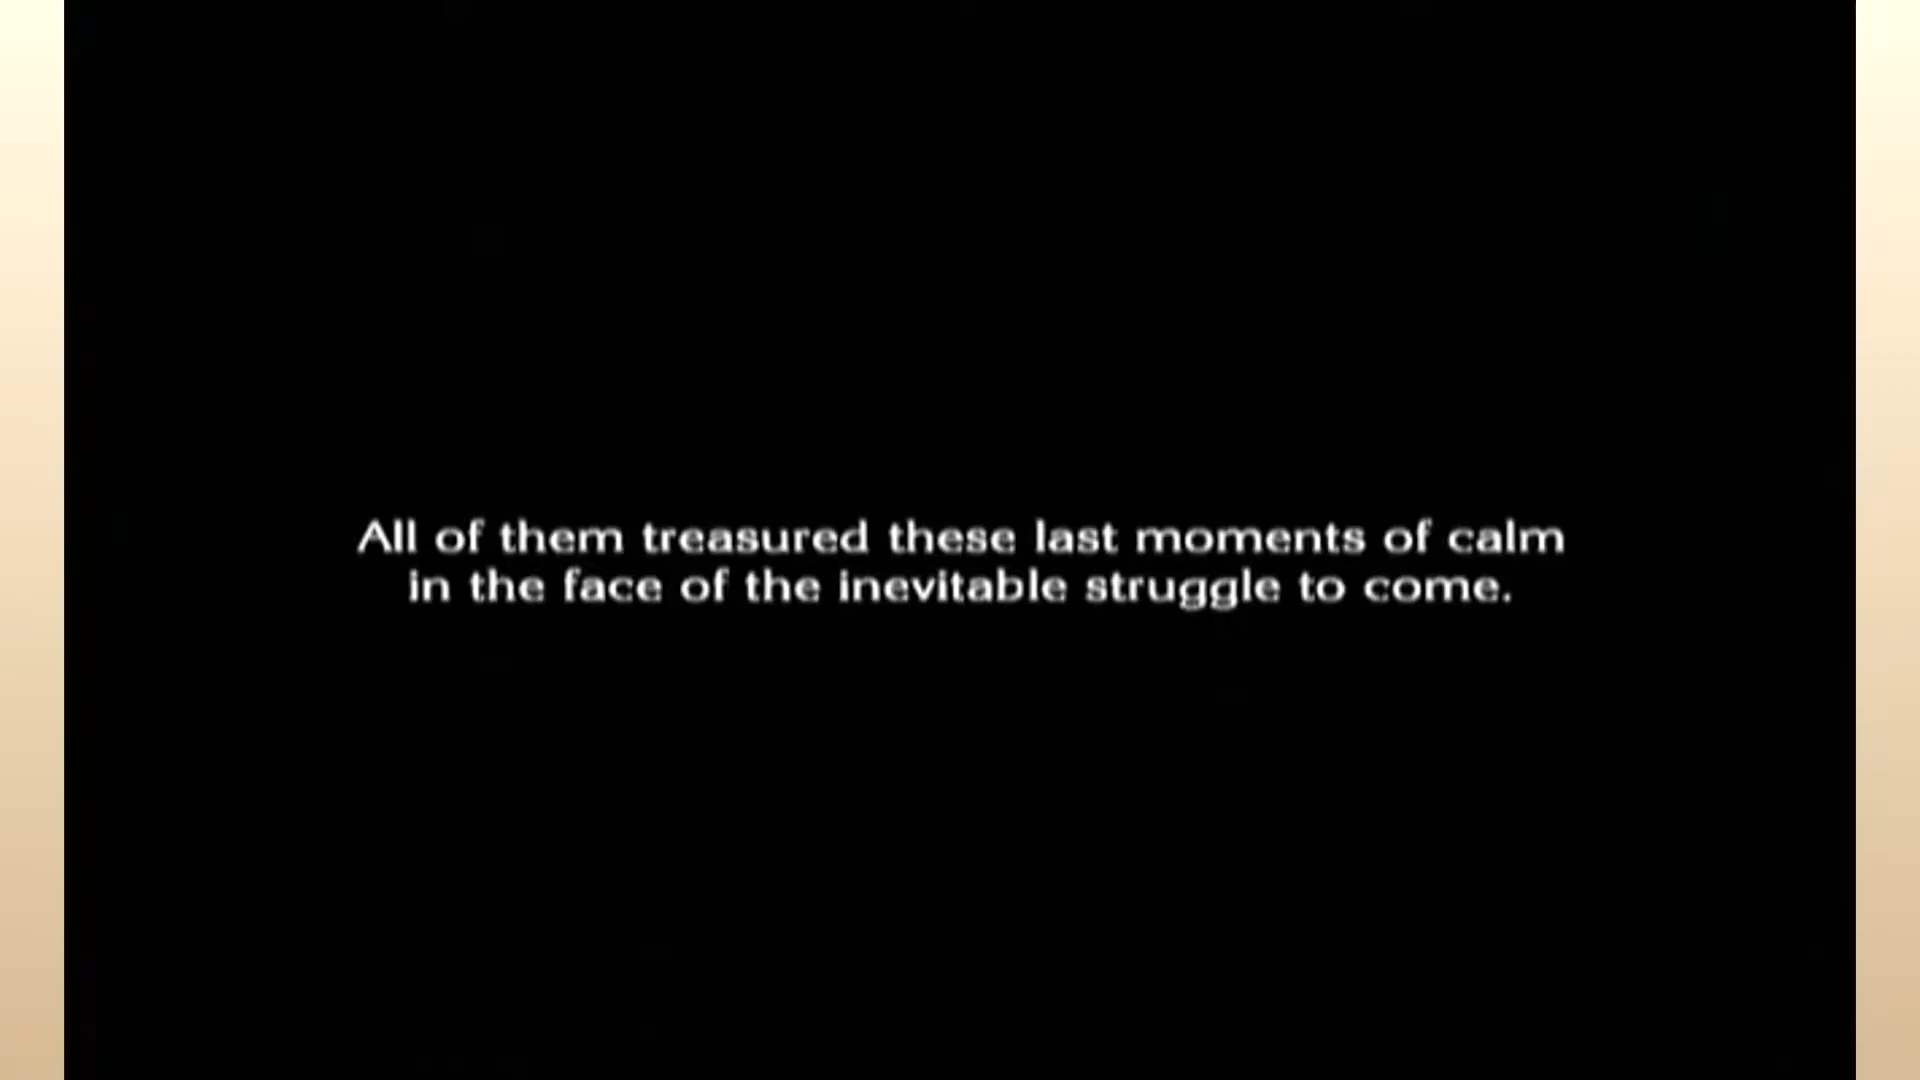 All of them treasured these last moments of calm
in the face of the inevitable struggle to come.